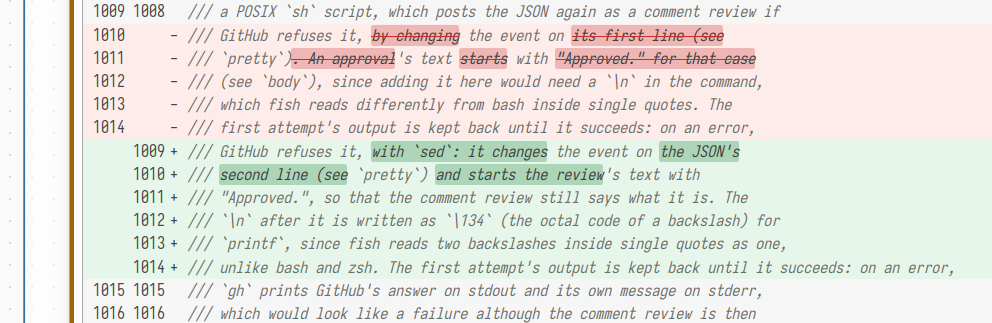 1009 1008 /// a POSIX `sh` script, which posts the JSON again as a comment review if
1010 - /// GitHub refuses it, by changing the event on its first line (see
1011 - /// `pretty`). An approval's text starts with "Approved." for that case
1012 - /// (see `body`), since adding it here would need a `\n` in the command,
1013 - /// which fish reads differently from bash inside single quotes. The
1014 - /// first attempt's output is kept back until it succeeds: on an error,
1009 + /// GitHub refuses it, with `sed`: it changes the event on the JSON's
1010 + /// second line (see `pretty`) and starts the review's text with
1011 + /// "Approved.", so that the comment review still says what it is. The
1012 + /// `\n` after it is written as `\134` (the octal code of a backslash) for
1013 + /// `printf`, since fish reads two backslashes inside single quotes as one,
1014 + /// unlike bash and zsh. The first attempt's output is kept back until it succeeds: on an error,
1015 1015 /// `gh` prints GitHub's answer on stdout and its own message on stderr,
1016 1016 /// which would look like a failure although the comment review is then